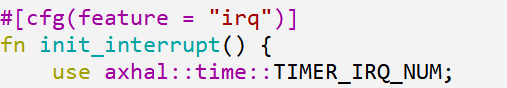 #[cfg(feature = "irq")]
fn init_interrupt() {
    use axhal::time::TIMER_IRQ_NUM;